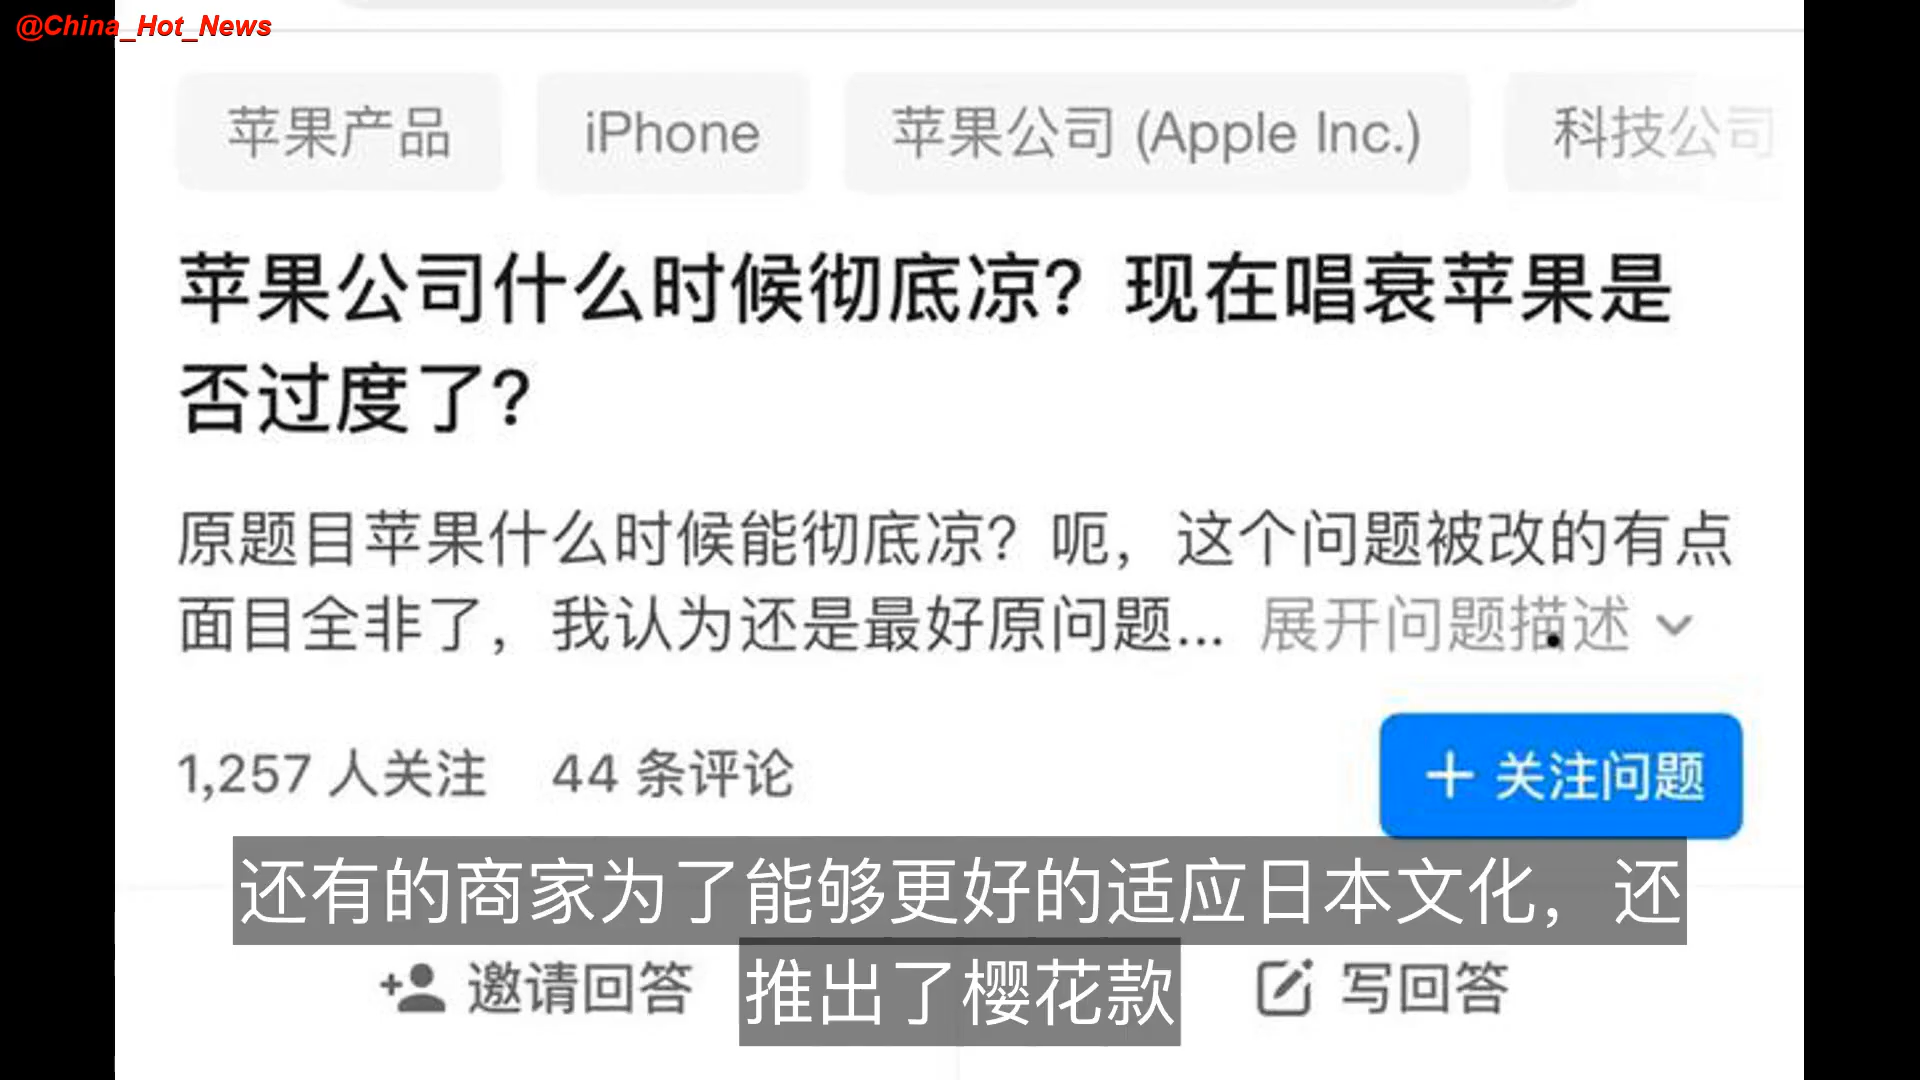 @China_Hot_News
苹果产品 iPhone 苹果公司 (Apple Inc.) 科技公司
苹果公司什么时候彻底凉？现在唱衰苹果是
否过度了？
原题目苹果什么时候能彻底凉？呃，这个问题被改的有点
面目全非了，我认为还是最好原问题... 展开问题描述
1,257 人关注 44 条评论
+ 关注问题
还有的商家为了能够更好的适应日本文化，还
推出了樱花款
邀请回答 写回答